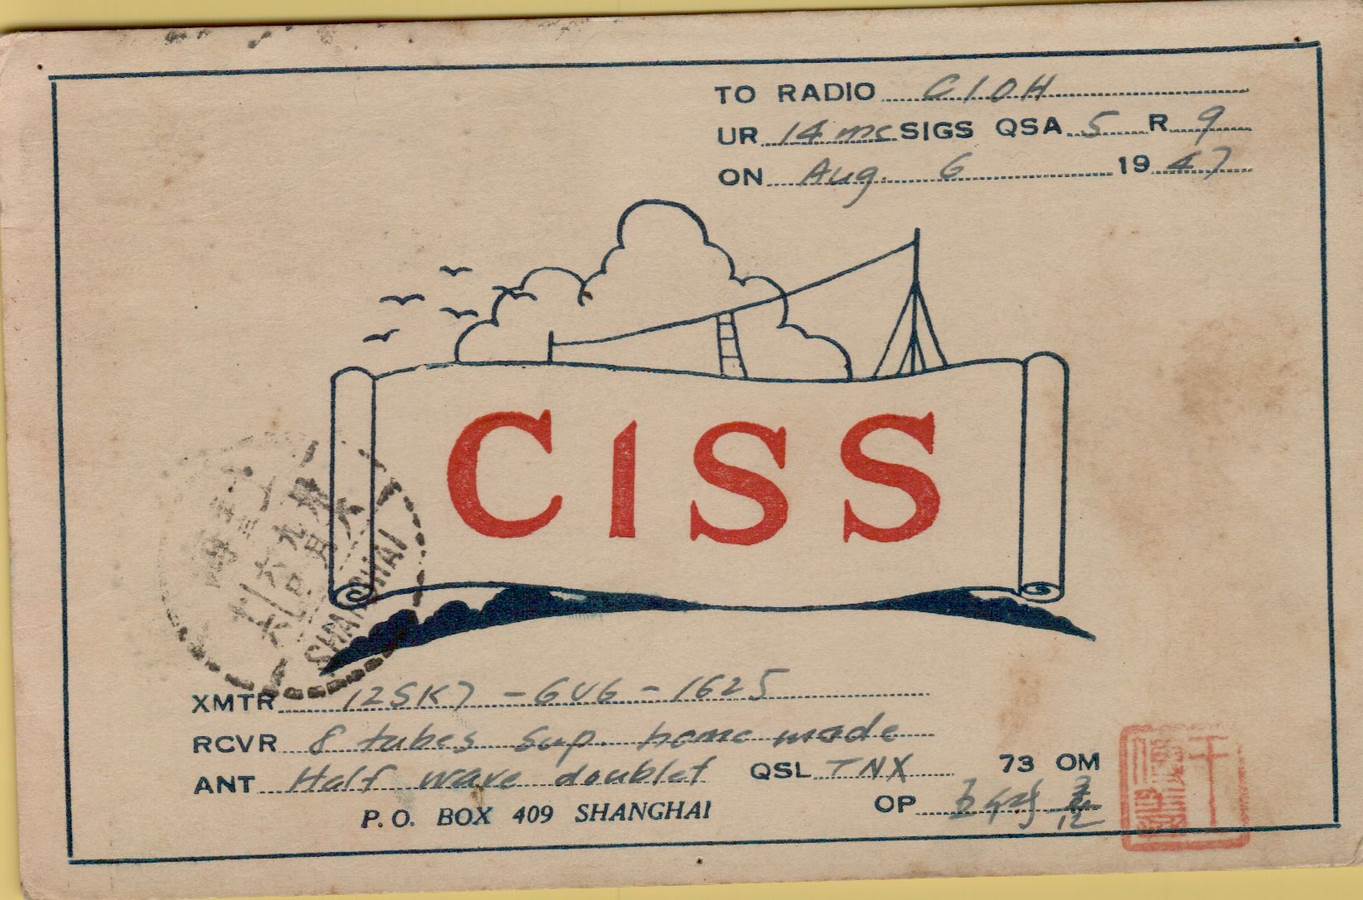 TO RADIO C1OH
UR 14 mc SIGS QSA 5 R 9
ON Aug. 6 1947
C1SS
SHANGHAI
XMTR 12SK7 - 6V6 - 1625
RCVR 8 tubes sup. home made
ANT Half wave doublet QSL TNX 73 OM
P.O. BOX 409 SHANGHAI OP